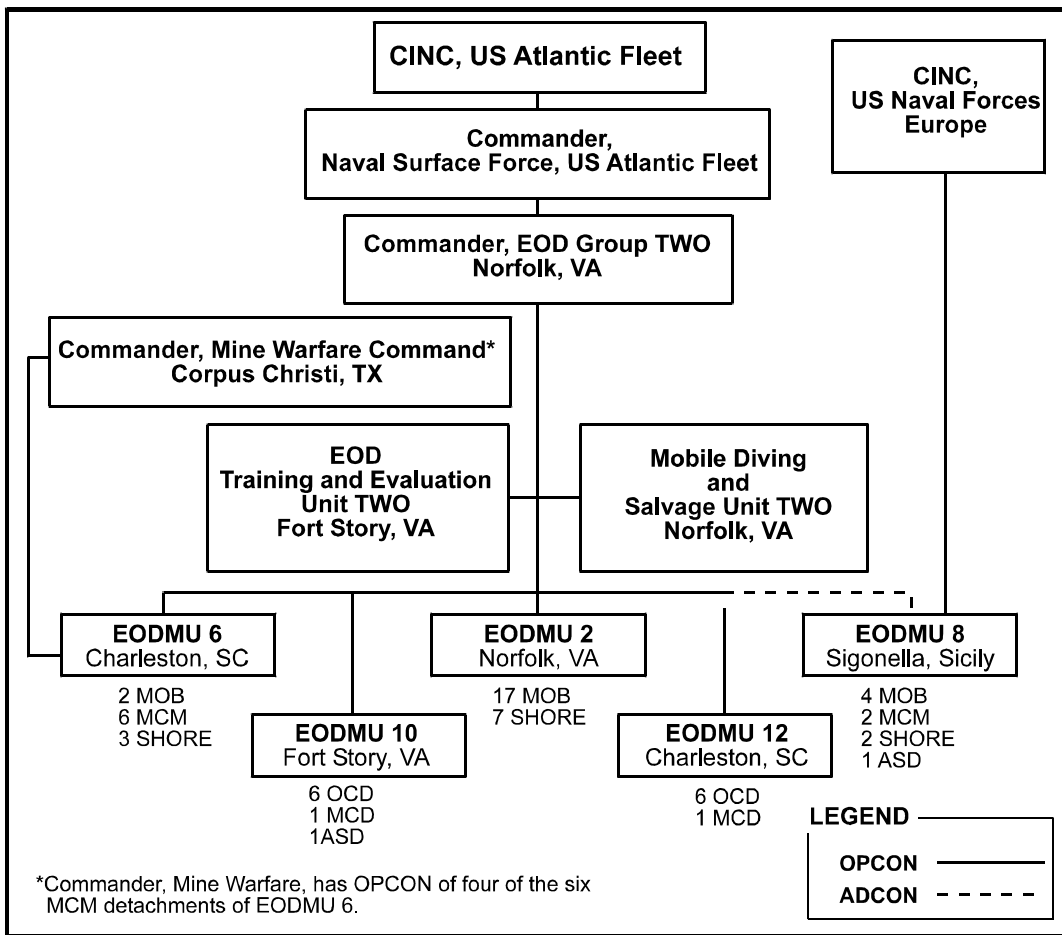 CINC, US Atlantic Fleet
CINC,
US Naval Forces
Europe
Commander,
Naval Surface Force, US Atlantic Fleet
Commander, EOD Group TWO
Norfolk, VA
Commander, Mine Warfare Command*
Corpus Christi, TX
EOD
Training and Evaluation
Unit TWO
Fort Story, VA
Mobile Diving
and
Salvage Unit TWO
Norfolk, VA
EODMU 6
Charleston, SC
2 MOB
6 MCM
3 SHORE
EODMU 10
Fort Story, VA
6 OCD
1 MCD
1ASD
EODMU 2
Norfolk, VA
17 MOB
7 SHORE
EODMU 12
Charleston, SC
6 OCD
1 MCD
EODMU 8
Sigonella, Sicily
4 MOB
2 MCM
2 SHORE
1 ASD
LEGEND
OPCON
ADCON
*Commander, Mine Warfare, has OPCON of four of the six
MCM detachments of EODMU 6.